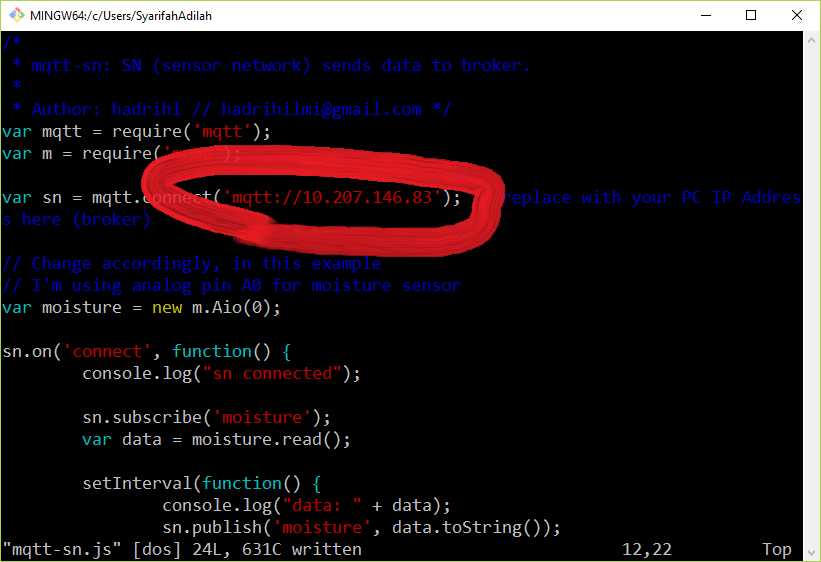 MINGW64:/c/Users/SyarifahAdilah
/*
 * mqtt-sn: SN (sensor network) sends data to broker.
 *
 * Author: hadrihl // hadrihilmi@gmail.com */
var mqtt = require('mqtt');
var m = require('mraa');

var sn = mqtt.connect('mqtt://10.207.146.83'); replace with your PC IP Addres
s here (broker)

// Change accordingly, in this example
// I'm using analog pin A0 for moisture sensor
var moisture = new m.Aio(0);

sn.on('connect', function() {
        console.log("sn connected");

        sn.subscribe('moisture');
        var data = moisture.read();

        setInterval(function() {
                console.log("data: " + data);
                sn.publish('moisture', data.toString());
"mqtt-sn.js" [dos] 24L, 631C written 12,22 Top